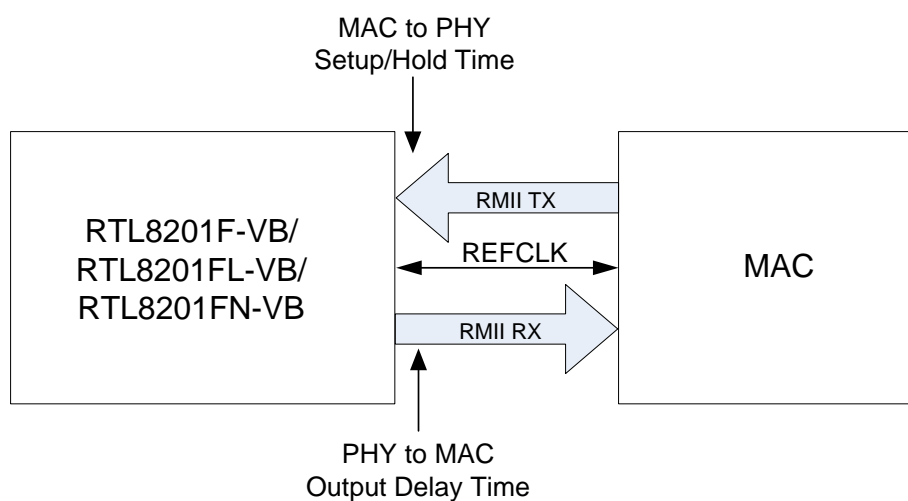 MAC to PHY
Setup/Hold Time
RTL8201F-VB/
RTL8201FL-VB/
RTL8201FN-VB
RMII TX
REFCLK
RMII RX
MAC
PHY to MAC
Output Delay Time